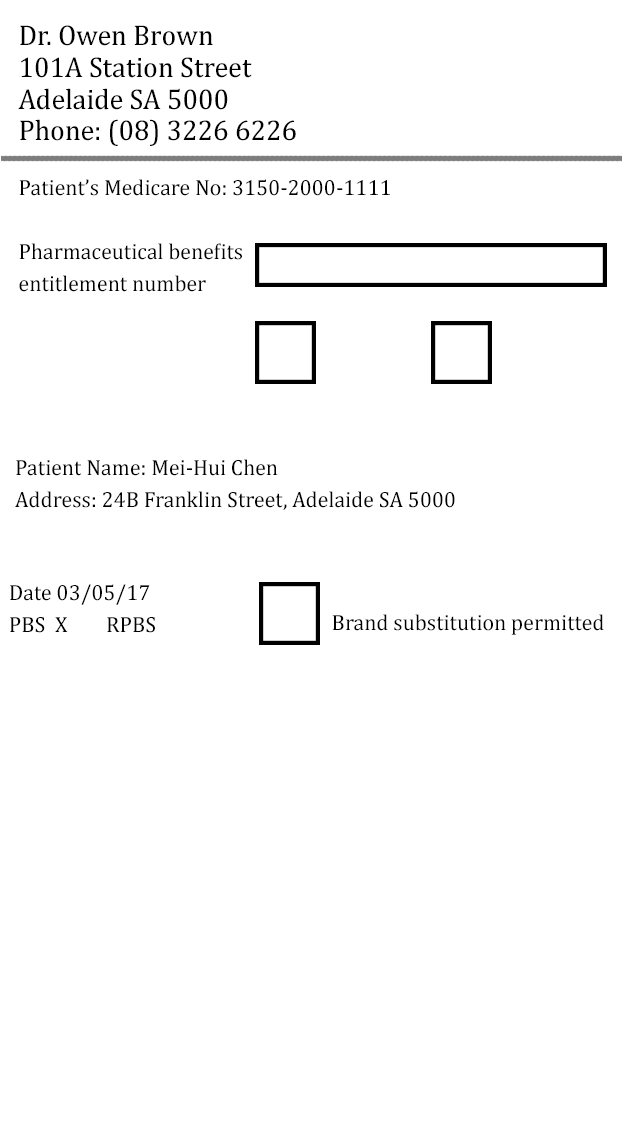 Dr. Owen Brown
101A Station Street
Adelaide SA 5000
Phone: (08) 3226 6226
Patient’s Medicare No: 3150-2000-1111
Pharmaceutical benefits
entitlement number
Patient Name: Mei-Hui Chen
Address: 24B Franklin Street, Adelaide SA 5000
Date 03/05/17
PBS X RPBS
Brand substitution permitted